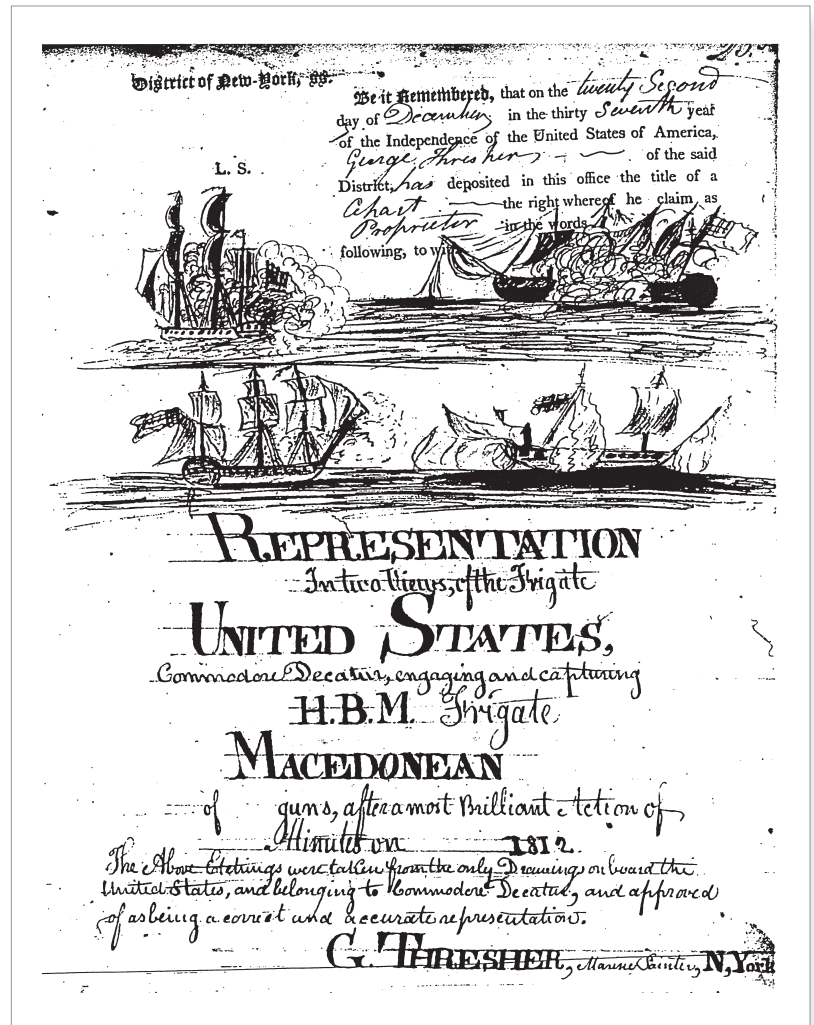 District of New-York, ss.
Be it Remembered, that on the twenty Second
day of December in the thirty Seventh year
of the Independence of the United States of America,
George Thresher, of the said
L. S.
District, has deposited in this office the title of a
Chart the right whereof he claim as
Proprietor in the words
following, to wit
REPRESENTATION
In two Views, of the Frigate
UNITED STATES,
Commodore Decatur, engaging and capturing
H.B.M. Frigate
MACEDONEAN
of guns, after a most Brilliant Action of
Minutes on 1812.
The Above Etchings were taken from the only Drawings on board the
United States, and belonging to Commodore Decatur, and approved
of as being a correct and accurate representation.
G. THRESHER, Marine Painter, N, York